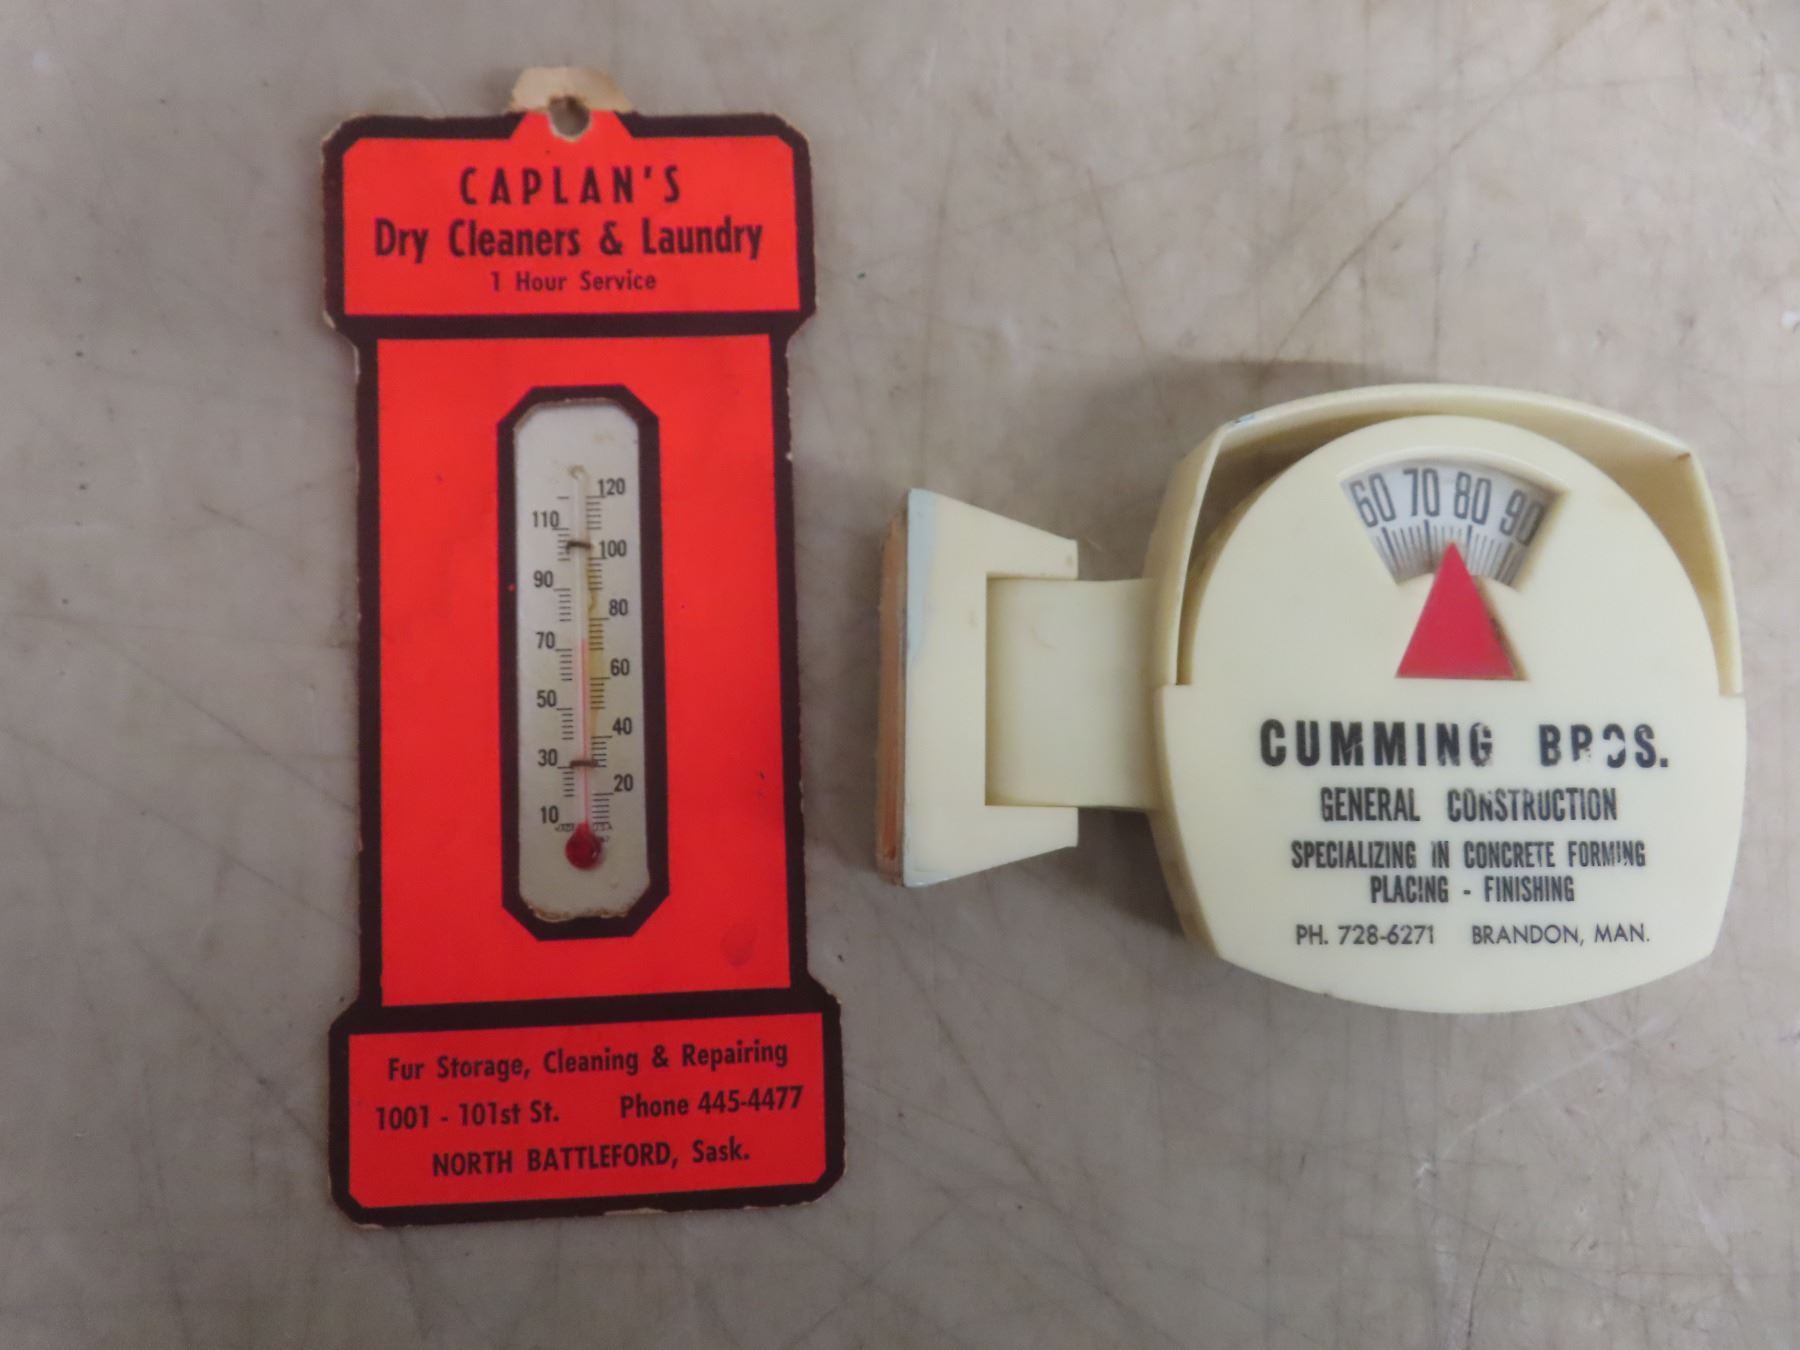 CAPLAN'S
Dry Cleaners & Laundry
1 Hour Service
120
110
100
90
80
70
60
50
40
30
20
10
Fur Storage, Cleaning & Repairing
1001 - 101st St. Phone 445-4477
NORTH BATTLEFORD, Sask.
60 70 80 90
CUMMING BROS.
GENERAL CONSTRUCTION
SPECIALIZING IN CONCRETE FORMING
PLACING - FINISHING
PH. 728-6271 BRANDON, MAN.